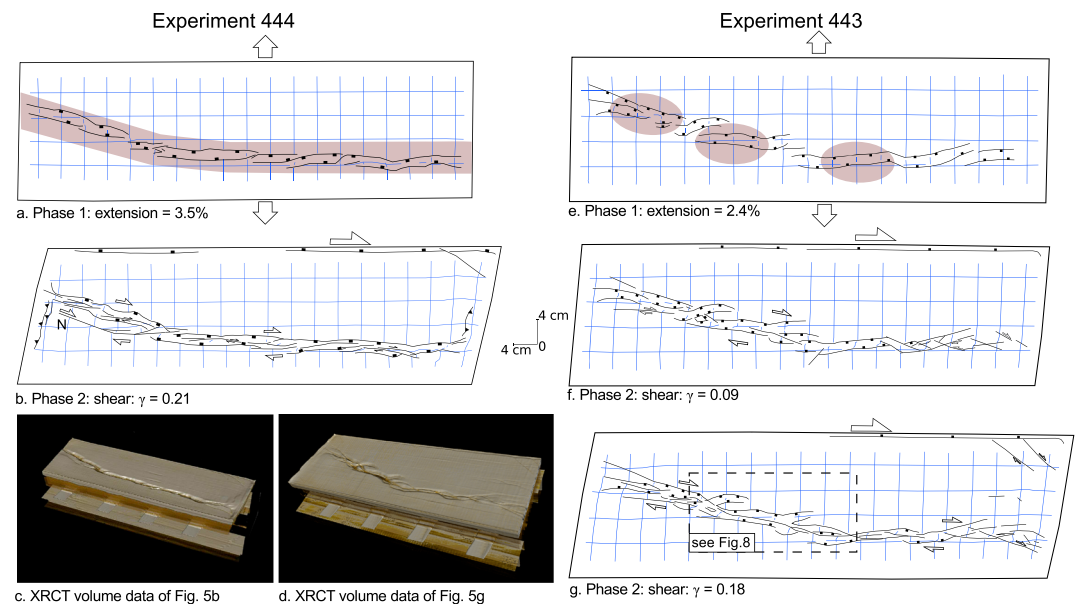 Experiment 444
Experiment 443
a. Phase 1: extension = 3.5%
e. Phase 1: extension = 2.4%
N
4 cm
4 cm 0
b. Phase 2: shear: γ = 0.21
f. Phase 2: shear: γ = 0.09
see Fig.8
c. XRCT volume data of Fig. 5b
d. XRCT volume data of Fig. 5g
g. Phase 2: shear: γ = 0.18